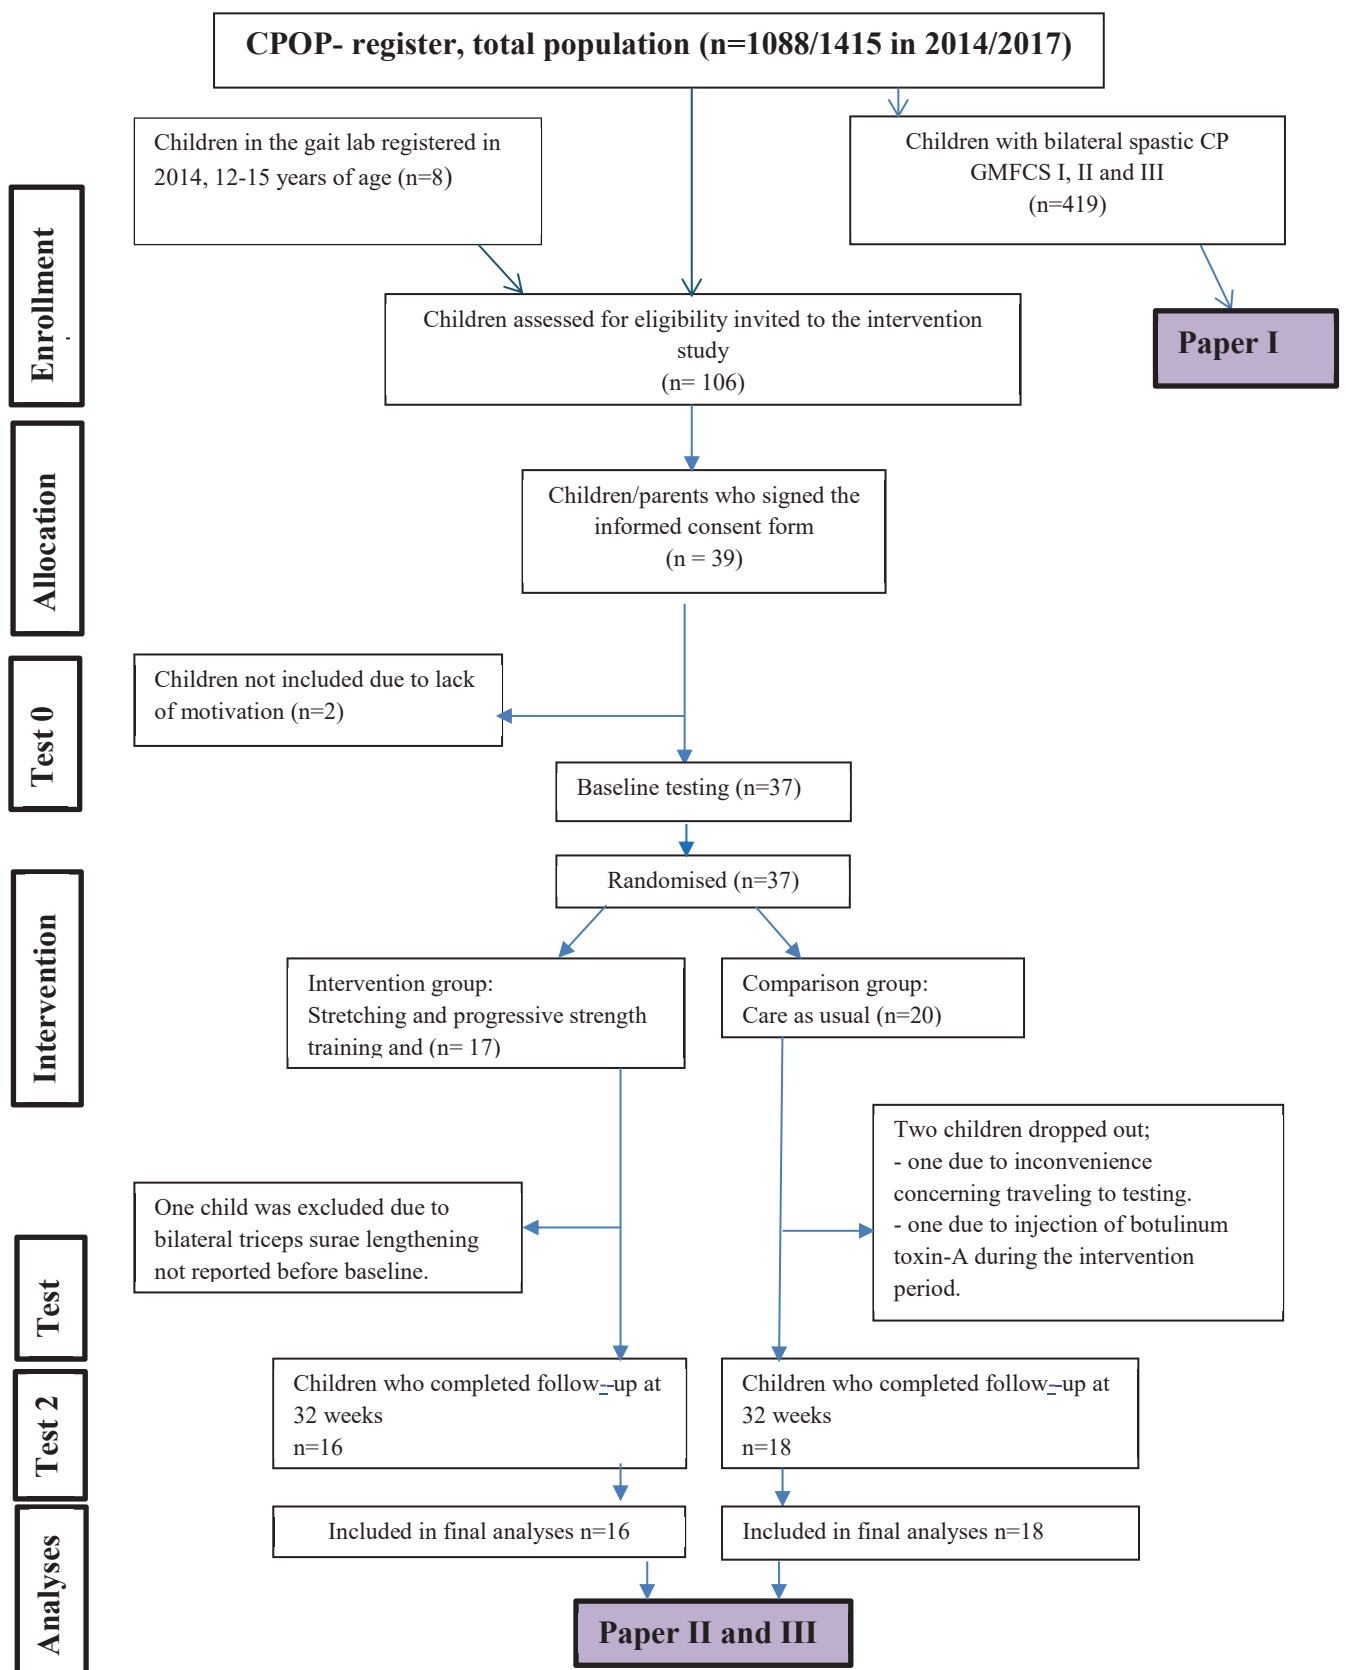 CPOP- register, total population (n=1088/1415 in 2014/2017)
Children in the gait lab registered in
2014, 12-15 years of age (n=8)
Children with bilateral spastic CP
GMFCS I, II and III
(n=419)
Enrollment
Children assessed for eligibility invited to the intervention
study
(n= 106)
Paper I
Allocation
Children/parents who signed the
informed consent form
(n = 39)
Test 0
Children not included due to lack
of motivation (n=2)
Baseline testing (n=37)
Randomised (n=37)
Intervention
Intervention group:
Stretching and progressive strength
training and (n= 17)
Comparison group:
Care as usual (n=20)
Two children dropped out;
- one due to inconvenience
concerning traveling to testing.
- one due to injection of botulinum
toxin-A during the intervention
period.
One child was excluded due to
bilateral triceps surae lengthening
not reported before baseline.
Test
Test 2
Children who completed follow--up at
32 weeks
n=16
Children who completed follow--up at
32 weeks
n=18
Analyses
Included in final analyses n=16
Included in final analyses n=18
Paper II and III